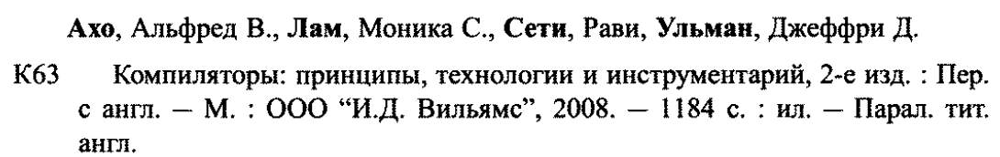 Ахо, Альфред В., Лам, Моника С., Сети, Рави, Ульман, Джеффри Д.
К63 Компиляторы: принципы, технологии и инструментарий, 2-е изд. : Пер.
с англ. — М. : ООО “И.Д. Вильямс”, 2008. — 1184 с. : ил. — Парал. тит.
англ.